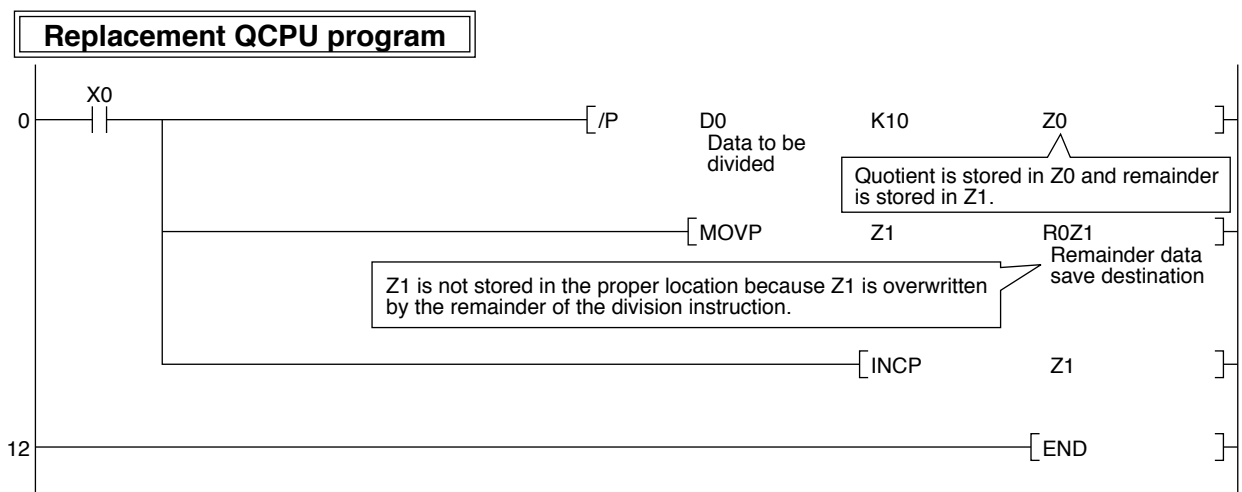 Replacement QCPU program
X0
0
/P D0 K10 Z0
Data to be
divided
Quotient is stored in Z0 and remainder
is stored in Z1.
MOVP Z1 R0Z1
Remainder data
save destination
Z1 is not stored in the proper location because Z1 is overwritten
by the remainder of the division instruction.
INCP Z1
12
END